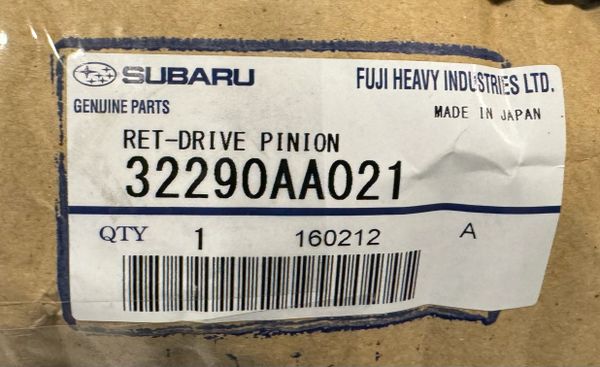 SUBARU
FUJI HEAVY INDUSTRIES LTD.
GENUINE PARTS
MADE IN JAPAN
RET-DRIVE PINION
32290AA021
QTY 1 160212 A